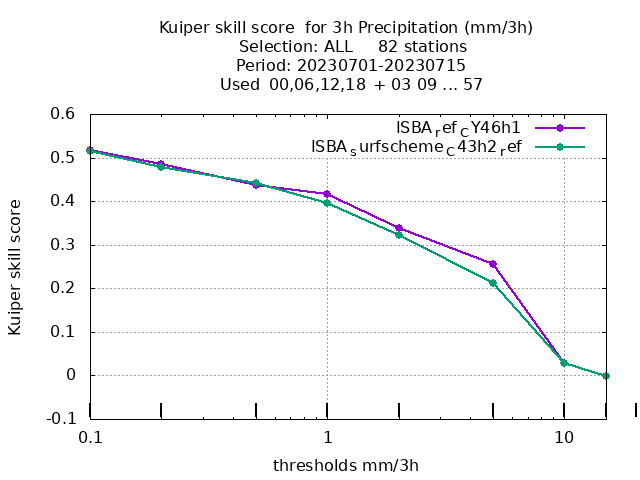 Kuiper skill score  for 3h Precipitation (mm/3h)
Selection: ALL     82 stations
Period: 20230701-20230715
Used  00,06,12,18  + 03 09 ... 57
ISBA_ref_CY46h1
ISBA_surfscheme_C43h2_ref
Kuiper skill score
0.6
0.5
0.4
0.3
0.2
0.1
0
-0.1
0.1
1
10
thresholds mm/3h